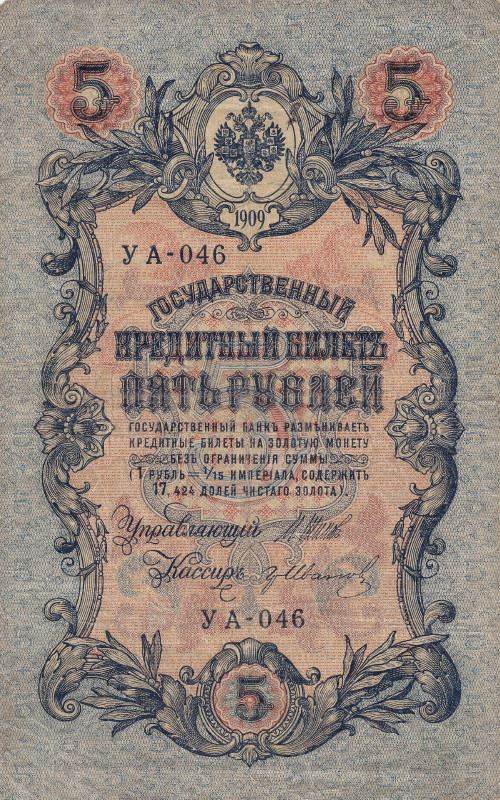 5 5
1909
УА-046
ГОСУДАРСТВЕННЫЙ
КРЕДИТНЫЙ БИЛЕТЪ
ПЯТЬ РУБЛЕЙ
ГОСУДАРСТВЕННЫЙ БАНКЪ РАЗМѢНИВАЕТЪ
КРЕДИТНЫЕ БИЛЕТЫ НА ЗОЛОТУЮ МОНЕТУ
БЕЗЪ ОГРАНИЧЕНІЯ СУММЫ
(1 РУБЛЬ = 1/15 ИМПЕРІАЛА, СОДЕРЖИТЪ
17,424 ДОЛЕЙ ЧИСТАГО ЗОЛОТА).
Управляющій
Кассиръ
УА-046
5